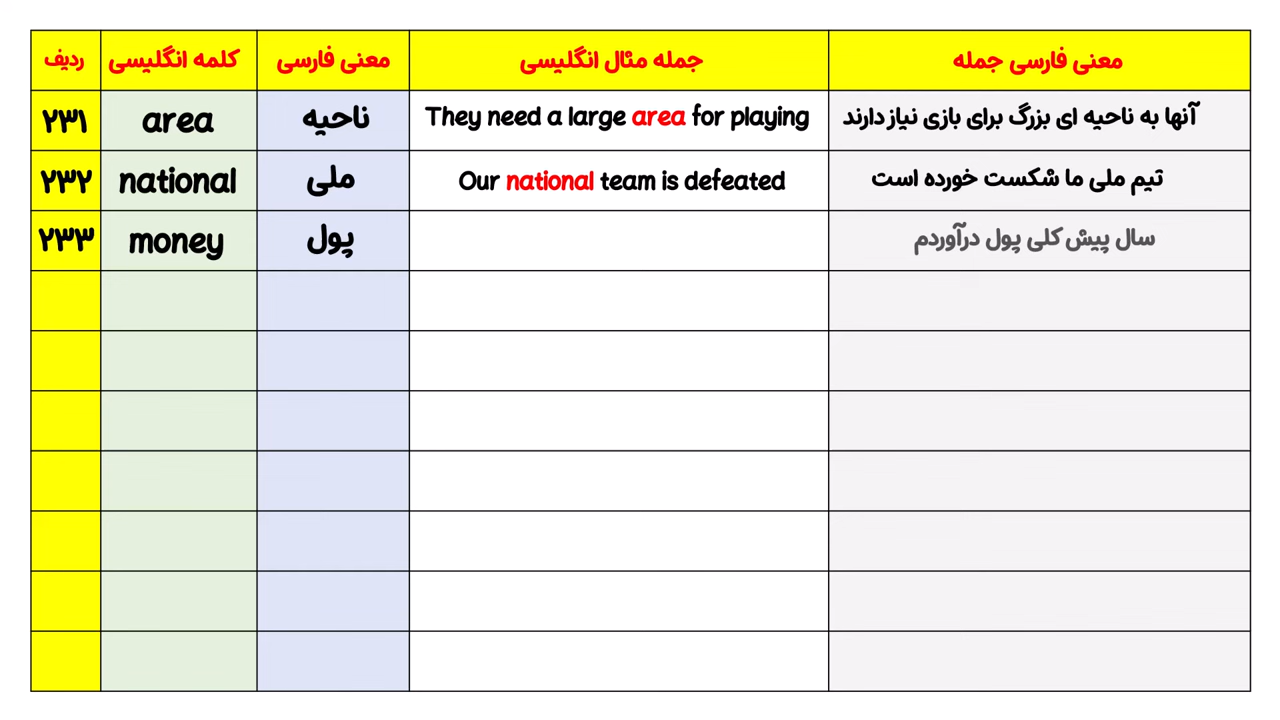 ردیف کلمه انگلیسی معنی فارسی جمله مثال انگلیسی معنی فارسی جمله
۲۳۱ area ناحیه They need a large area for playing آنها به ناحیه ای بزرگ برای بازی نیاز دارند
۲۳۲ national ملی Our national team is defeated تیم ملی ما شکست خورده است
۲۳۳ money پول سال پیش کلی پول درآوردم